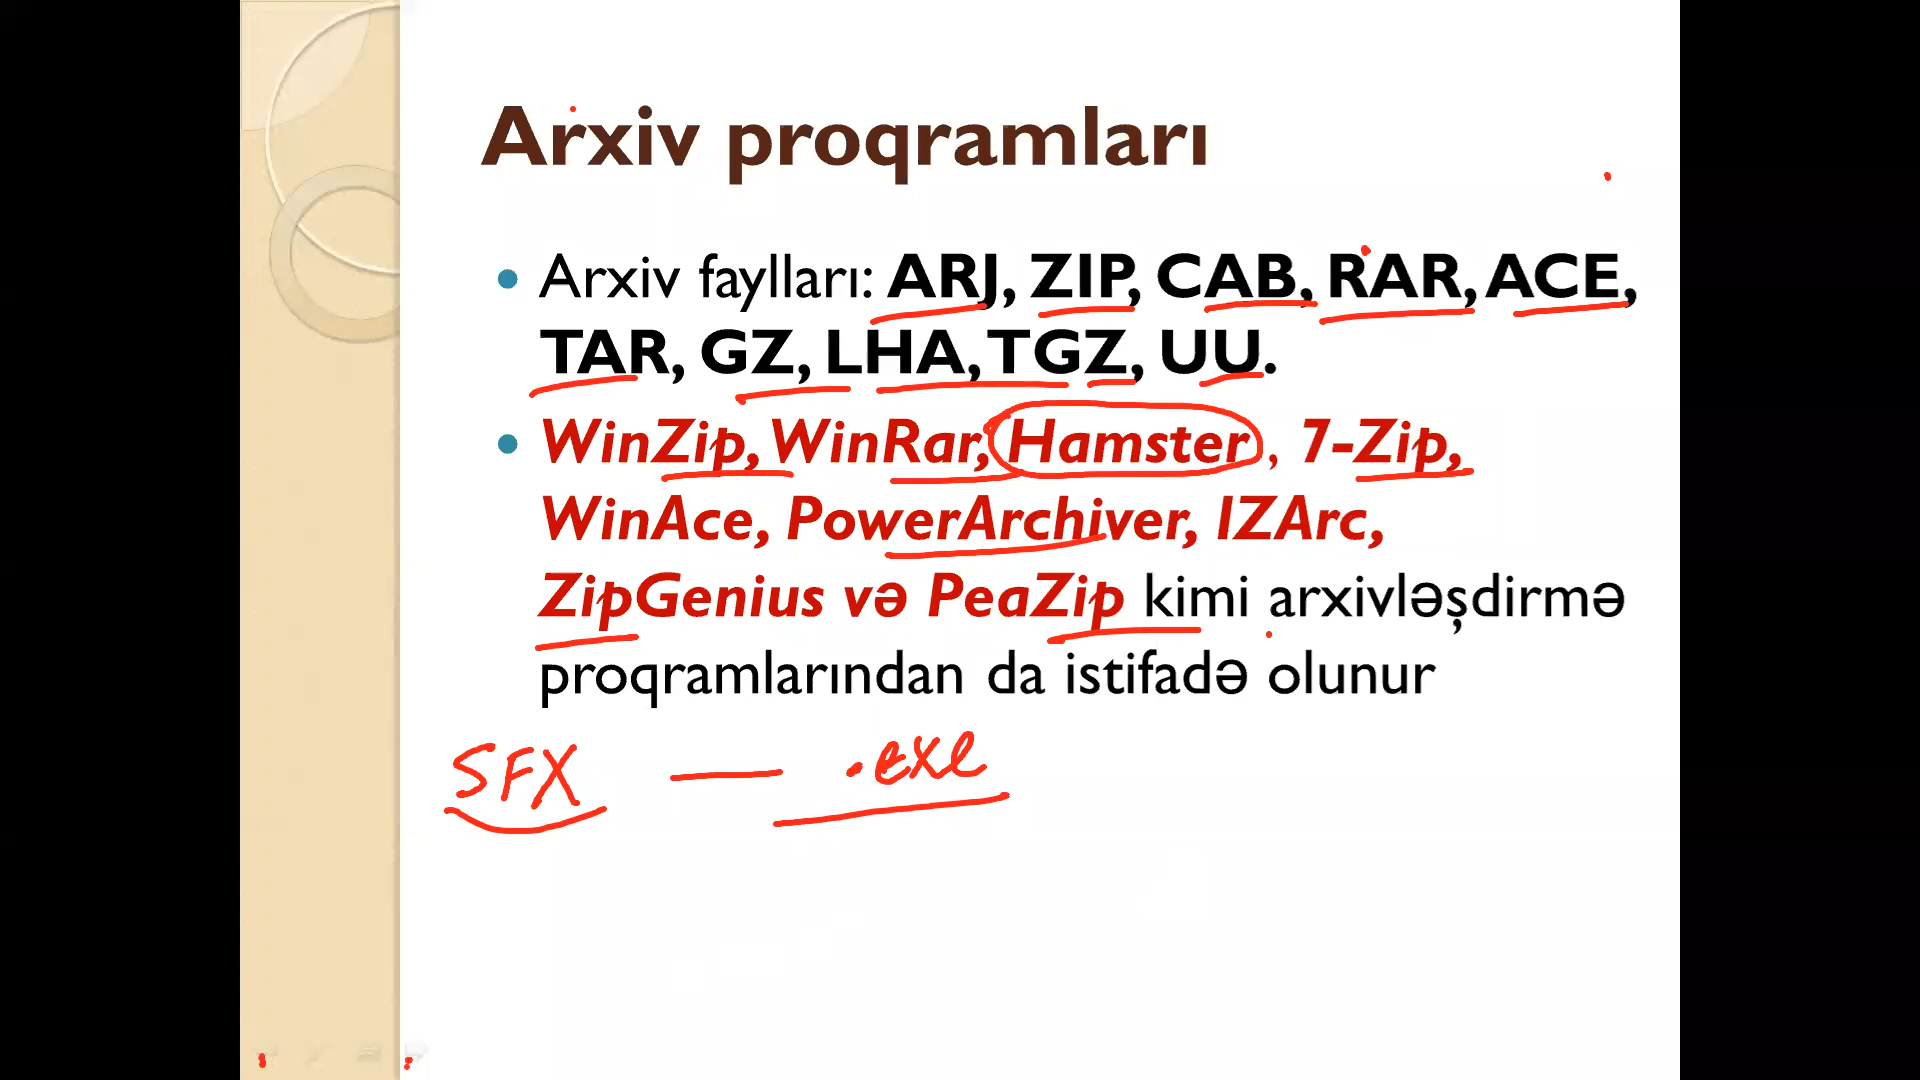 Arxiv proqramları
Arxiv faylları: ARJ, ZIP, CAB, RAR, ACE,
TAR, GZ, LHA, TGZ, UU.
WinZip, WinRar, Hamster, 7-Zip,
WinAce, PowerArchiver, IZArc,
ZipGenius və PeaZip kimi arxivləşdirmə
proqramlarından da istifadə olunur
SFX — .exe